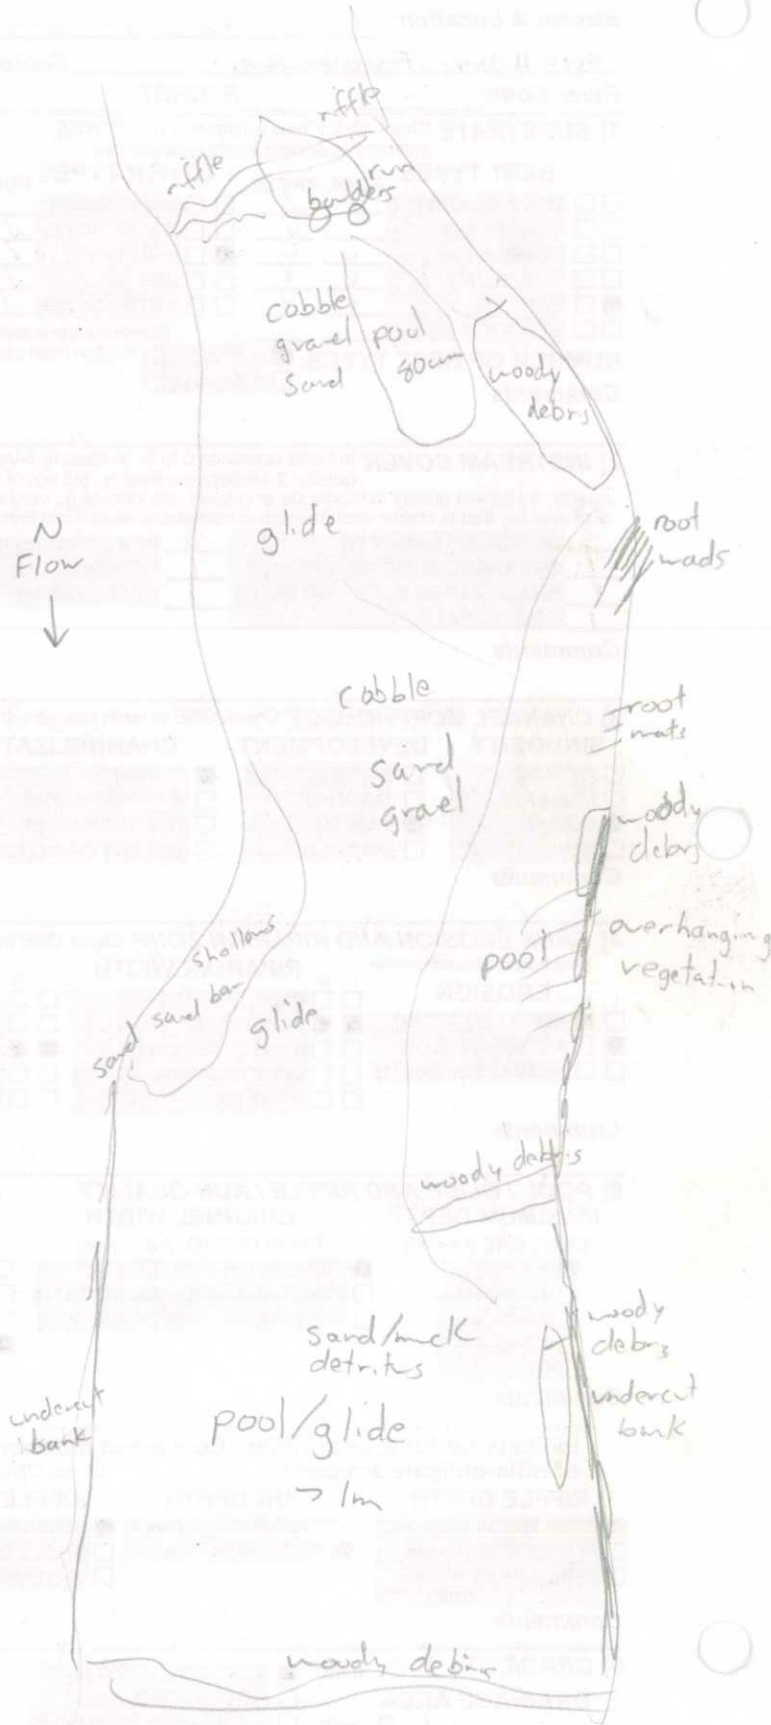 riffle
riffle
run
boulders
cobble
gravel
sand
pool
80cm
woody
debris
glide
root
wads
N
Flow
cobble
sand
gravel
root
mats
woody
debris
shallows
sand bar
sand
glide
pool
overhanging
vegetation
woody debris
sand/muck
detritus
woody
debris
undercut
bank
undercut
bank
pool/glide
> 1m
woody debris